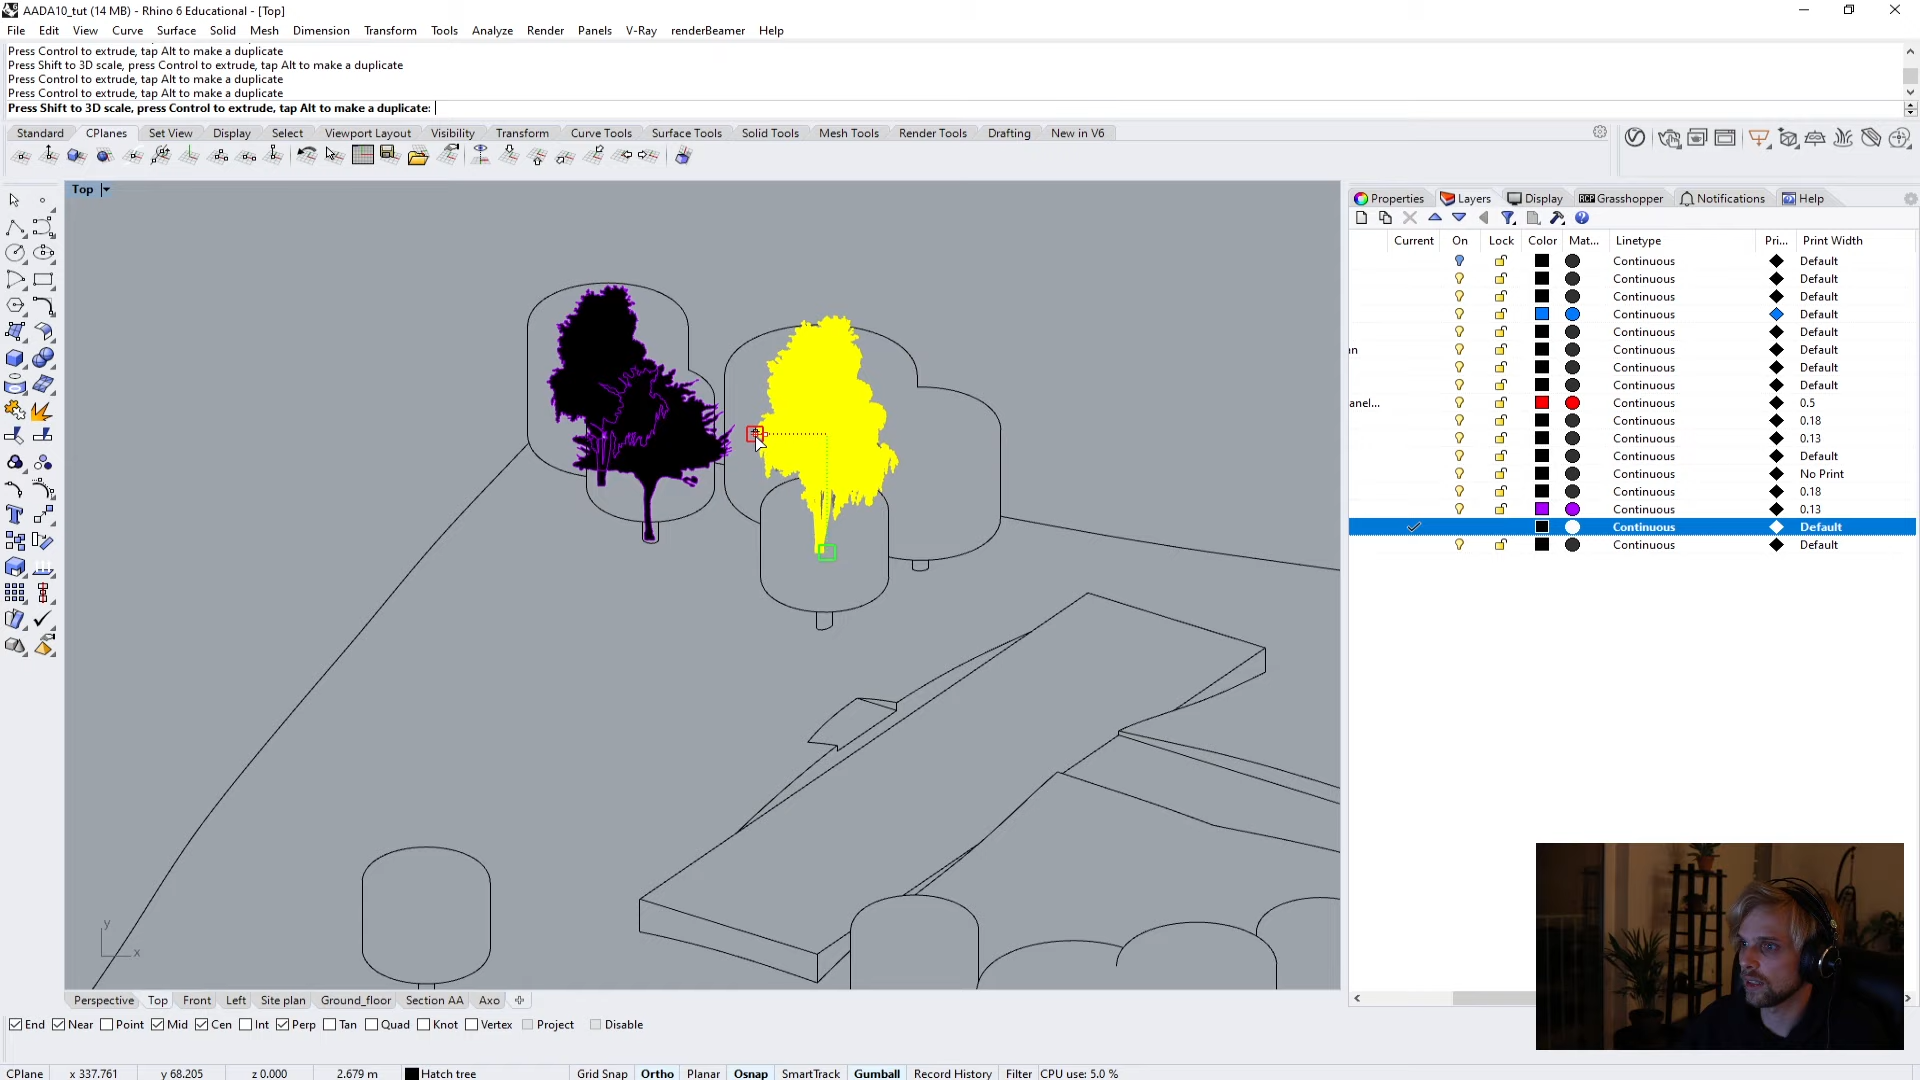 AADA10_tut (14 MB) - Rhino 6 Educational - [Top]
File Edit View Curve Surface Solid Mesh Dimension Transform Tools Analyze Render Panels V-Ray renderBeamer Help
Press Control to extrude, tap Alt to make a duplicate
Press Shift to 3D scale, press Control to extrude, tap Alt to make a duplicate
Press Control to extrude, tap Alt to make a duplicate
Press Control to extrude, tap Alt to make a duplicate
Press Shift to 3D scale, press Control to extrude, tap Alt to make a duplicate:
Standard CPlanes Set View Display Select Viewport Layout Visibility Transform Curve Tools Surface Tools Solid Tools Mesh Tools Render Tools Drafting New in V6
Top
Properties Layers Display Grasshopper Notifications Help
Current On Lock Color Mat... Linetype Pri... Print Width
Continuous Default
Continuous Default
Continuous Default
Continuous Default
Continuous Default
Continuous Default
Continuous Default
Continuous Default
anel... Continuous 0.5
Continuous 0.18
Continuous 0.13
Continuous Default
Continuous No Print
Continuous 0.18
Continuous 0.13
Continuous Default
Continuous Default
y
x
Perspective Top Front Left Site plan Ground_floor Section AA Axo
End Near Point Mid Cen Int Perp Tan Quad Knot Vertex Project Disable
CPlane x 337.761 y 68.205 z 0.000 2.679 m Hatch tree Grid Snap Ortho Planar Osnap SmartTrack Gumball Record History Filter CPU use: 5.0 %